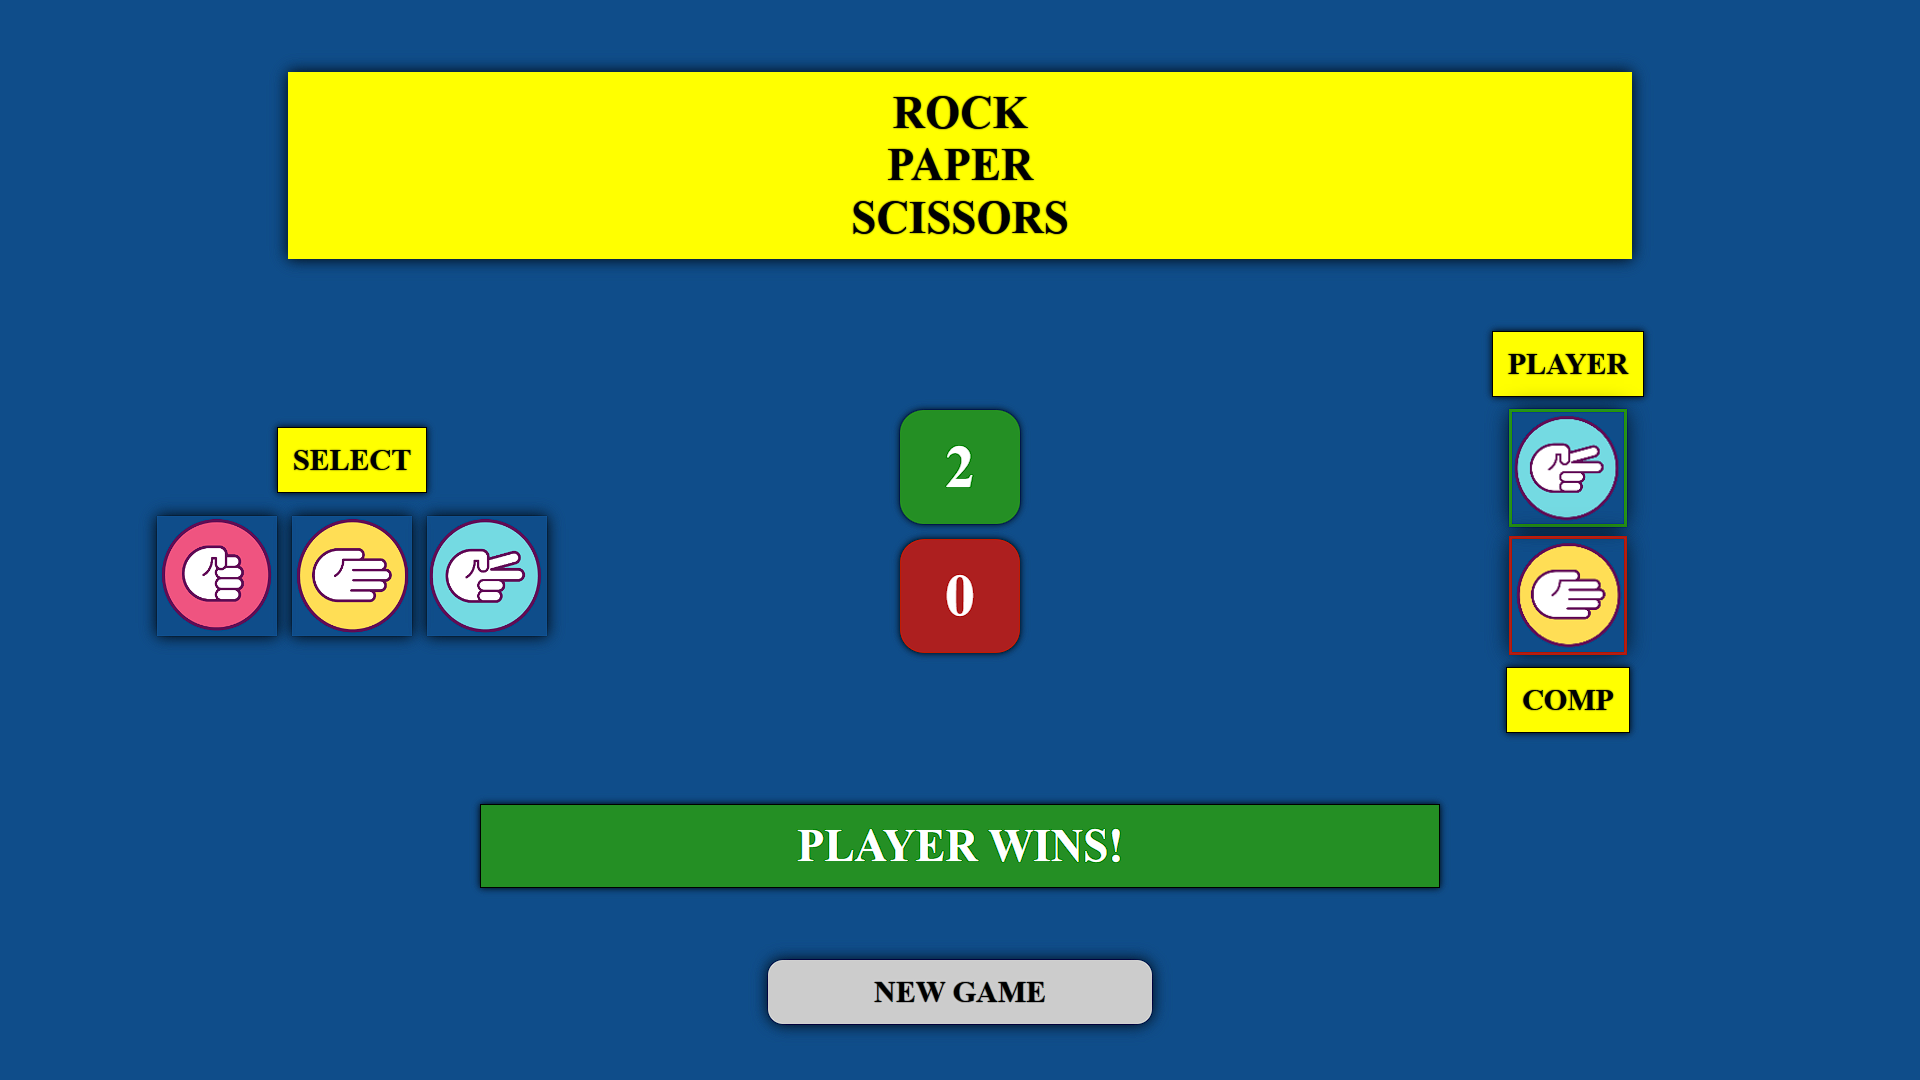 ROCK
PAPER
SCISSORS
SELECT
2
0
PLAYER
COMP
PLAYER WINS!
NEW GAME